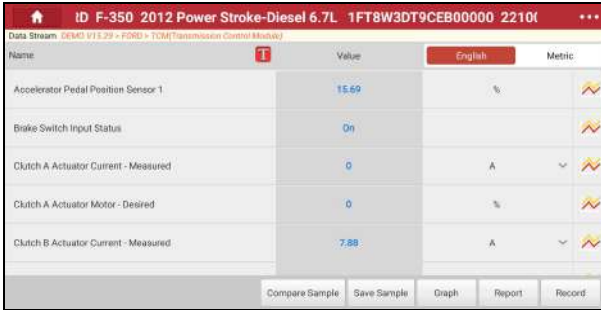 tD F-350 2012 Power Stroke-Diesel 6.7L 1FT8W3DT9CEB00000 2210(
Data Stream DEMO V15.29 > FORD > TCM(Transmission Control Module)
Name T Value English Metric
Accelerator Pedal Position Sensor 1 15.69 %
Brake Switch Input Status On
Clutch A Actuator Current - Measured 0 A
Clutch A Actuator Motor - Desired 0 %
Clutch B Actuator Current - Measured 7.88 A
Compare Sample Save Sample Graph Report Record